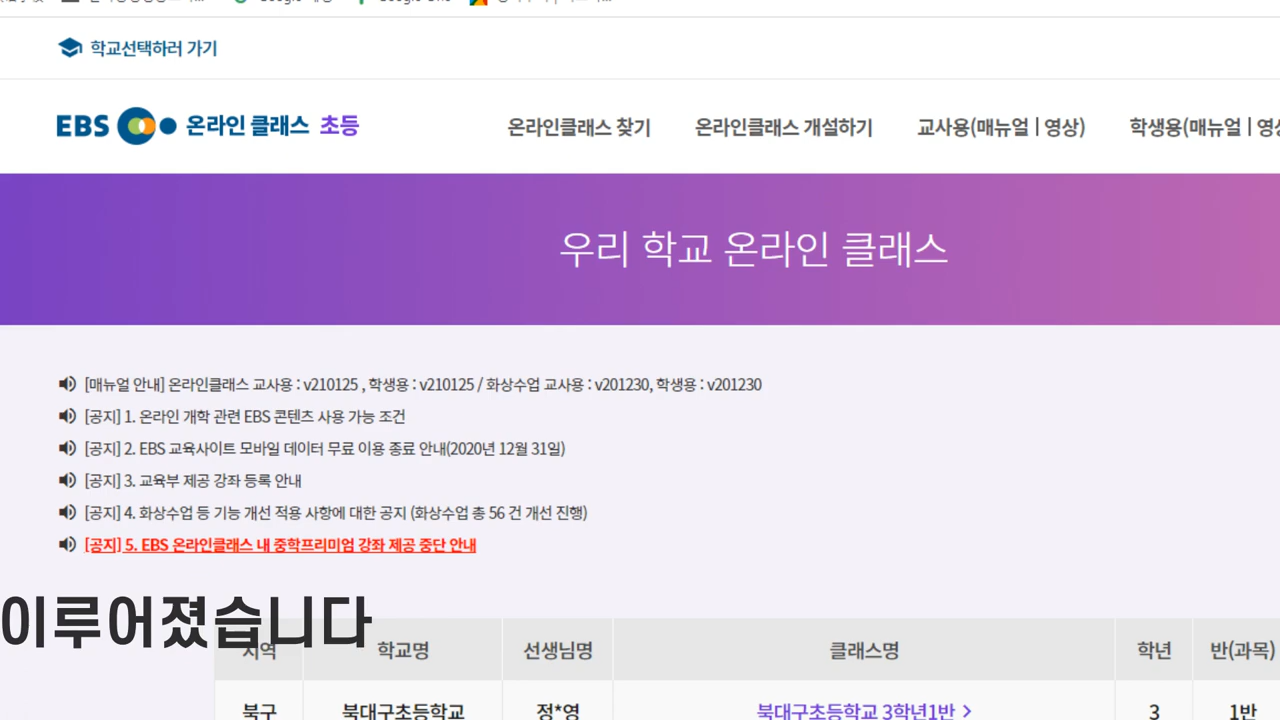 학교선택하러 가기
EBS 온라인 클래스 초등
온라인클래스 찾기 온라인클래스 개설하기 교사용(매뉴얼 | 영상) 학생용(매뉴얼 |
우리 학교 온라인 클래스
[매뉴얼 안내] 온라인클래스 교사용 : v210125 , 학생용 : v210125 / 화상수업 교사용 : v201230, 학생용 : v201230
[공지] 1. 온라인 개학 관련 EBS 콘텐츠 사용 가능 조건
[공지] 2. EBS 교육사이트 모바일 데이터 무료 이용 종료 안내(2020년 12월 31일)
[공지] 3. 교육부 제공 강좌 등록 안내
[공지] 4. 화상수업 등 기능 개선 적용 사항에 대한 공지 (화상수업 총 56 건 개선 진행)
[공지] 5. EBS 온라인클래스 내 중학프리미엄 강좌 제공 중단 안내
이루어졌습니다
지역 학교명 선생님명 클래스명 학년 반(과목)
북구 북대구초등학교 정*영 북대구초등학교 3학년1반 > 3 1반